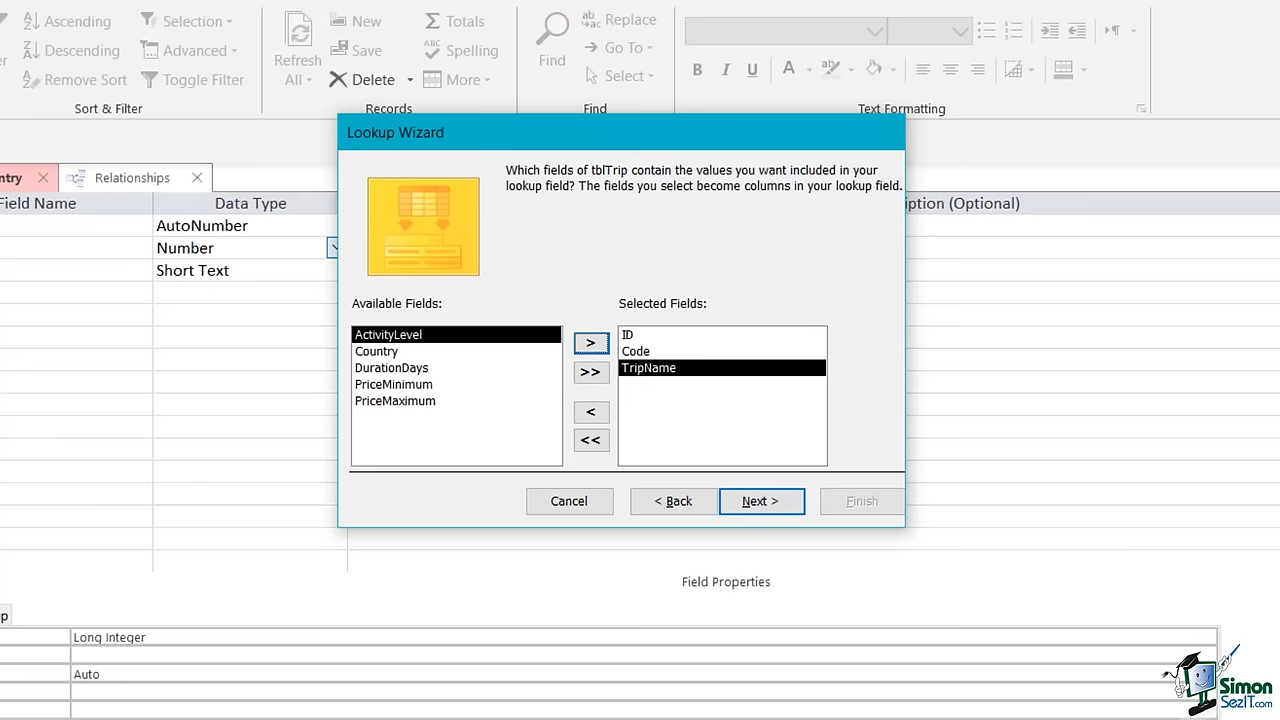 Ascending
Selection
New
Totals
Replace
Descending
Advanced
Refresh
All
Save
Spelling
Find
Go To
Remove Sort
Toggle Filter
Delete
More
Select
B I U A
Sort & Filter
Records
Find
Text Formatting
Lookup Wizard
ntry
Relationships
Which fields of tblTrip contain the values you want included in your
lookup field? The fields you select become columns in your lookup field.
Field Name
Data Type
iption (Optional)
AutoNumber
Number
Short Text
Available Fields:
Selected Fields:
ActivityLevel
Country
DurationDays
PriceMinimum
PriceMaximum
>
>>
<
<<
ID
Code
TripName
Cancel
< Back
Next >
Finish
Field Properties
p
Long Integer
Auto
Simon
SezIT.com